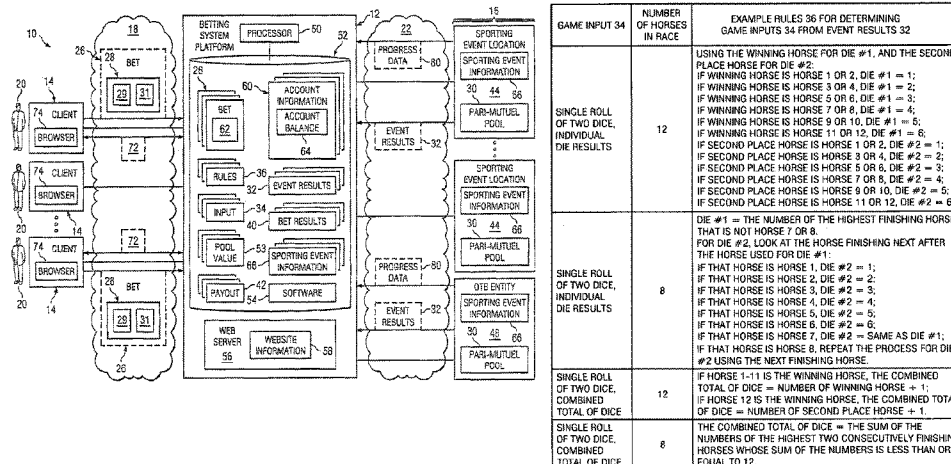 10
20
20
20
14
14
14
74
CLIENT
BROWSER
74
CLIENT
BROWSER
74
CLIENT
BROWSER
18
26
28
BET
29
31
72
72
28
BET
29
31
26
12
BETTING
SYSTEM
PLATFORM
PROCESSOR
50
52
26
BET
62
60
ACCOUNT
INFORMATION
ACCOUNT
BALANCE
64
RULES
36
32
EVENT RESULTS
INPUT
34
40
BET RESULTS
POOL
VALUE
53
66
SPORTING EVENT
INFORMATION
PAYOUT
42
54
SOFTWARE
WEB
SERVER
56
WEBSITE
INFORMATION
58
22
PROGRESS
DATA
80
EVENT
RESULTS
32
PROGRESS
DATA
80
EVENT
RESULTS
32
SPORTING
EVENT LOCATION
SPORTING EVENT
INFORMATION
30
44
66
PARI-MUTUEL
POOL
SPORTING
EVENT LOCATION
SPORTING EVENT
INFORMATION
30
44
66
PARI-MUTUEL
POOL
OTB ENTITY
SPORTING EVENT
INFORMATION
30
48
66
PARI-MUTUEL
POOL
GAME INPUT 34
NUMBER
OF HORSES
IN RACE
EXAMPLE RULES 36 FOR DETERMINING
GAME INPUTS 34 FROM EVENT RESULTS 32
SINGLE ROLL
OF TWO DICE,
INDIVIDUAL
DIE RESULTS
12
USING THE WINNING HORSE FOR DIE #1, AND THE SECOND
PLACE HORSE FOR DIE #2:
IF WINNING HORSE IS HORSE 1 OR 2, DIE #1 = 1;
IF WINNING HORSE IS HORSE 3 OR 4, DIE #1 = 2;
IF WINNING HORSE IS HORSE 5 OR 6, DIE #1 = 3;
IF WINNING HORSE IS HORSE 7 OR 8, DIE #1 = 4;
IF WINNING HORSE IS HORSE 9 OR 10, DIE #1 = 5;
IF WINNING HORSE IS HORSE 11 OR 12, DIE #1 = 6;
IF SECOND PLACE HORSE IS HORSE 1 OR 2, DIE #2 = 1;
IF SECOND PLACE HORSE IS HORSE 3 OR 4, DIE #2 = 2;
IF SECOND PLACE HORSE IS HORSE 5 OR 6, DIE #2 = 3;
IF SECOND PLACE HORSE IS HORSE 7 OR 8, DIE #2 = 4;
IF SECOND PLACE HORSE IS HORSE 9 OR 10, DIE #2 = 5;
IF SECOND PLACE HORSE IS HORSE 11 OR 12, DIE #2 = 6
SINGLE ROLL
OF TWO DICE,
INDIVIDUAL
DIE RESULTS
8
DIE #1 = THE NUMBER OF THE HIGHEST FINISHING HORSE
THAT IS NOT HORSE 7 OR 8.
FOR DIE #2, LOOK AT THE HORSE FINISHING NEXT AFTER
THE HORSE USED FOR DIE #1:
IF THAT HORSE IS HORSE 1, DIE #2 = 1;
IF THAT HORSE IS HORSE 2, DIE #2 = 2;
IF THAT HORSE IS HORSE 3, DIE #2 = 3;
IF THAT HORSE IS HORSE 4, DIE #2 = 4;
IF THAT HORSE IS HORSE 5, DIE #2 = 5;
IF THAT HORSE IS HORSE 6, DIE #2 = 6;
IF THAT HORSE IS HORSE 7, DIE #2 = SAME AS DIE #1;
IF THAT HORSE IS HORSE 8, REPEAT THE PROCESS FOR DIE
#2 USING THE NEXT FINISHING HORSE.
SINGLE ROLL
OF TWO DICE,
COMBINED
TOTAL OF DICE
12
IF HORSE 1-11 IS THE WINNING HORSE, THE COMBINED
TOTAL OF DICE = NUMBER OF WINNING HORSE + 1;
IF HORSE 12 IS THE WINNING HORSE, THE COMBINED TOTAL
OF DICE = NUMBER OF SECOND PLACE HORSE + 1.
SINGLE ROLL
OF TWO DICE,
COMBINED
TOTAL OF DICE
8
THE COMBINED TOTAL OF DICE = THE SUM OF THE
NUMBERS OF THE HIGHEST TWO CONSECUTIVELY FINISHING
HORSES WHOSE SUM OF THE NUMBERS IS LESS THAN OR
EQUAL TO 12.